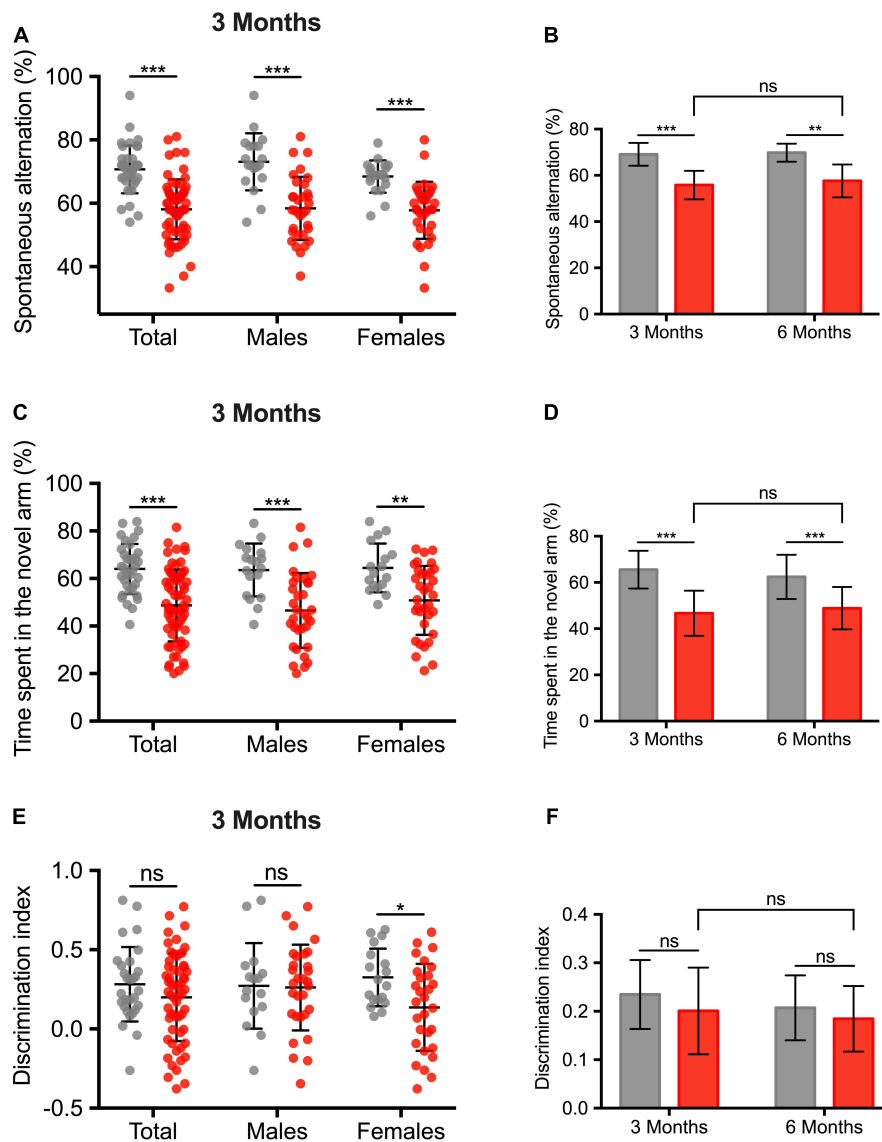 A
3 Months
Spontaneous alternation (%)
100
80
60
40
***
***
***
Total
Males
Females
B
Spontaneous alternation (%)
80
60
40
20
0
ns
***
**
3 Months
6 Months
C
3 Months
Time spent in the novel arm (%)
100
80
60
40
20
0
***
***
**
Total
Males
Females
D
Time spent in the novel arm (%)
80
60
40
20
0
ns
***
***
3 Months
6 Months
E
3 Months
Discrimination index
1.0
0.5
0.0
-0.5
ns
ns
*
Total
Males
Females
F
Discrimination index
0.4
0.3
0.2
0.1
0.0
ns
ns
ns
3 Months
6 Months